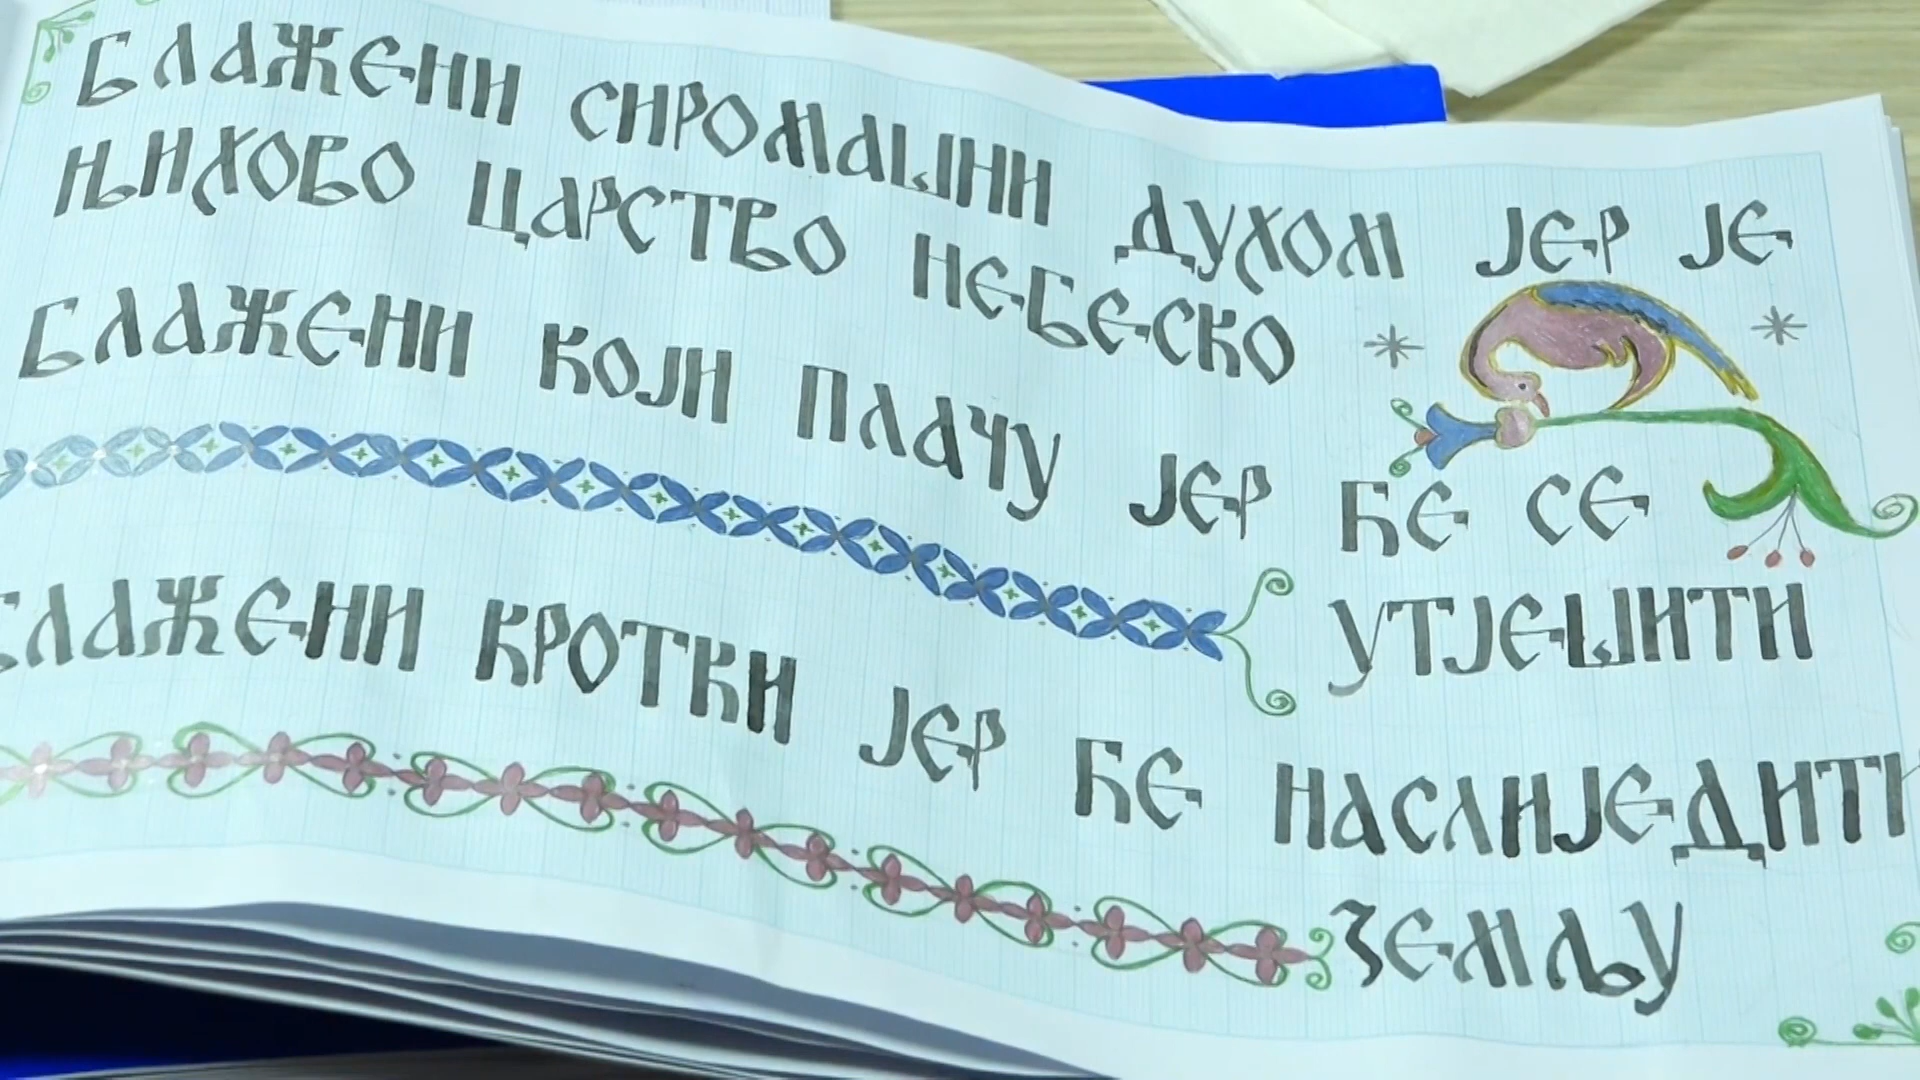 БЛАЖЕНИ СИРОМАШНИ ДУХОМ ЈЕР ЈЕ
ЊИХОВО ЦАРСТВО НЕБЕСКО
БЛАЖЕНИ КОЈИ ПЛАЧУ ЈЕР ЋЕ СЕ
УТЈЕШИТИ
БЛАЖЕНИ КРОТКИ ЈЕР ЋЕ НАСЛИЈЕДИТИ
ЗЕМЉУ